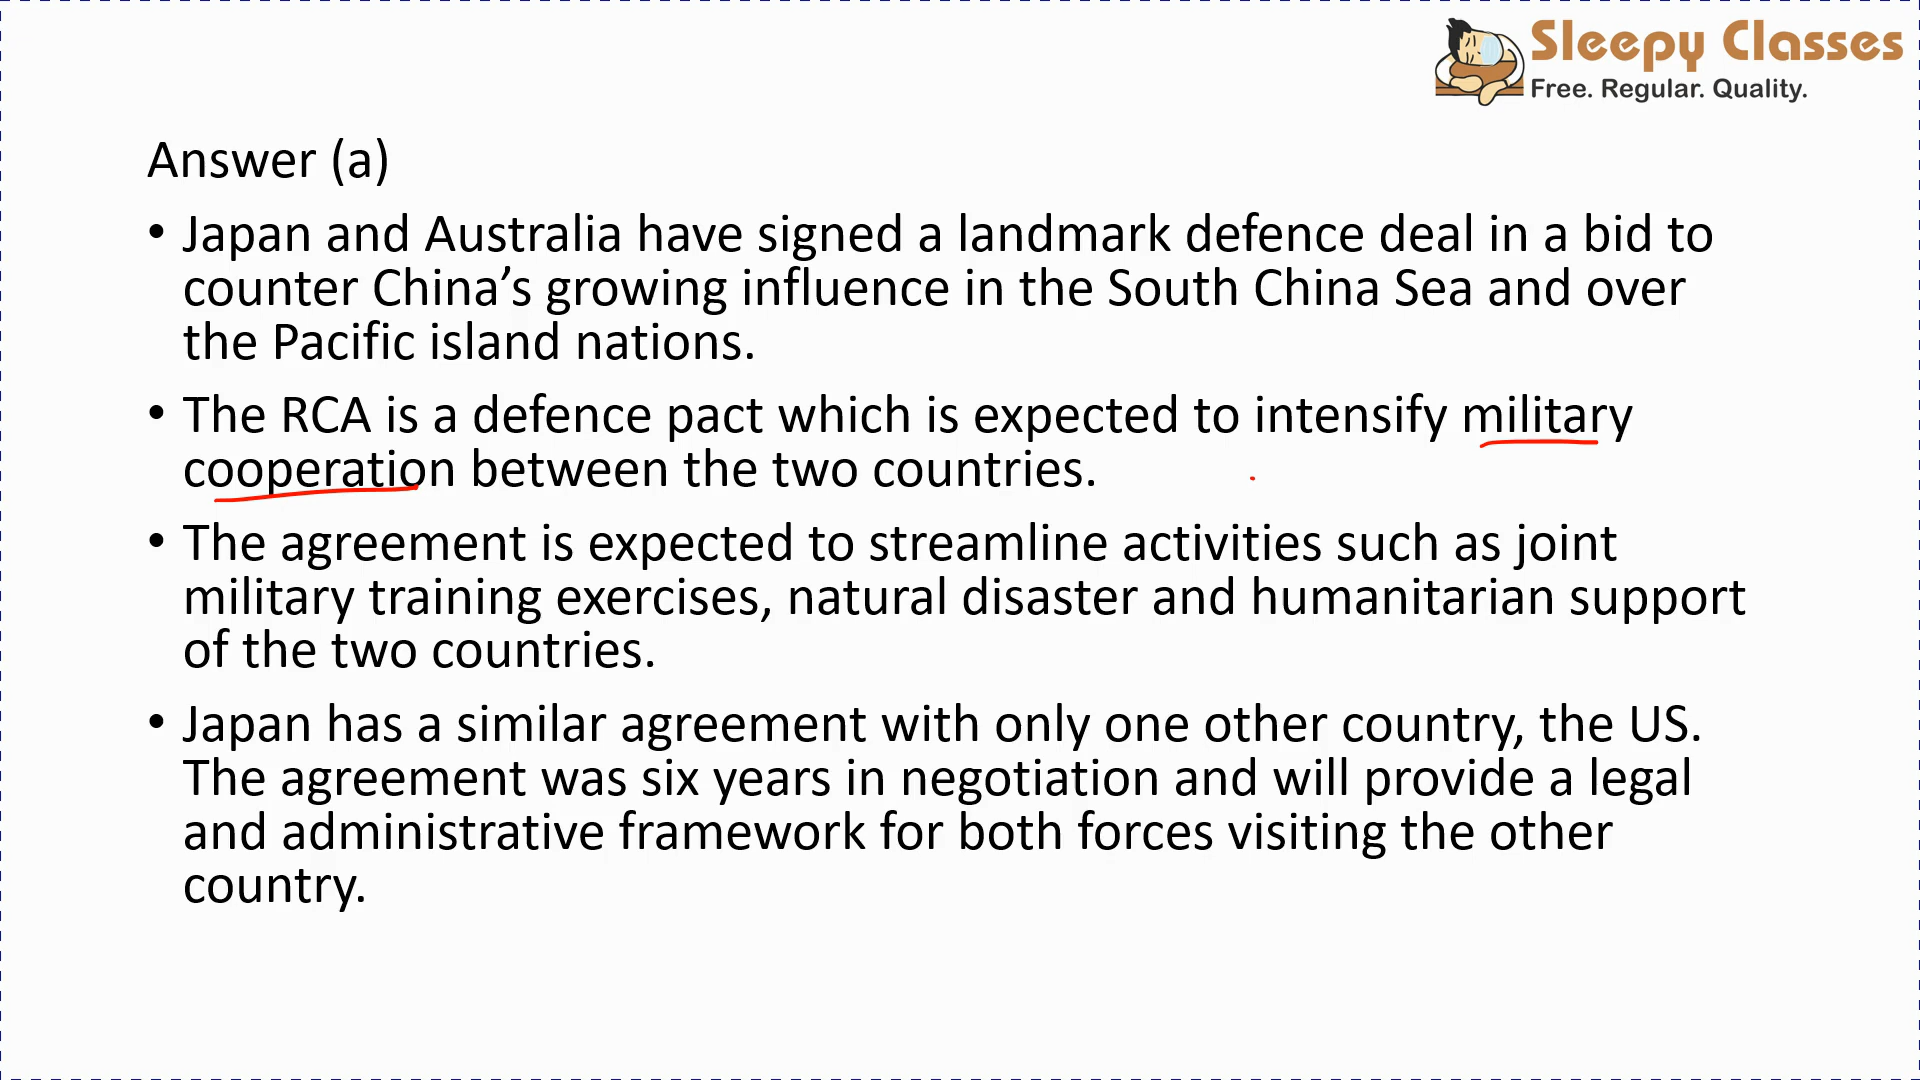 Sleepy Classes
Free. Regular. Quality.
Answer (a)
• Japan and Australia have signed a landmark defence deal in a bid to
counter China’s growing influence in the South China Sea and over
the Pacific island nations.
• The RCA is a defence pact which is expected to intensify military
cooperation between the two countries.
• The agreement is expected to streamline activities such as joint
military training exercises, natural disaster and humanitarian support
of the two countries.
• Japan has a similar agreement with only one other country, the US.
The agreement was six years in negotiation and will provide a legal
and administrative framework for both forces visiting the other
country.